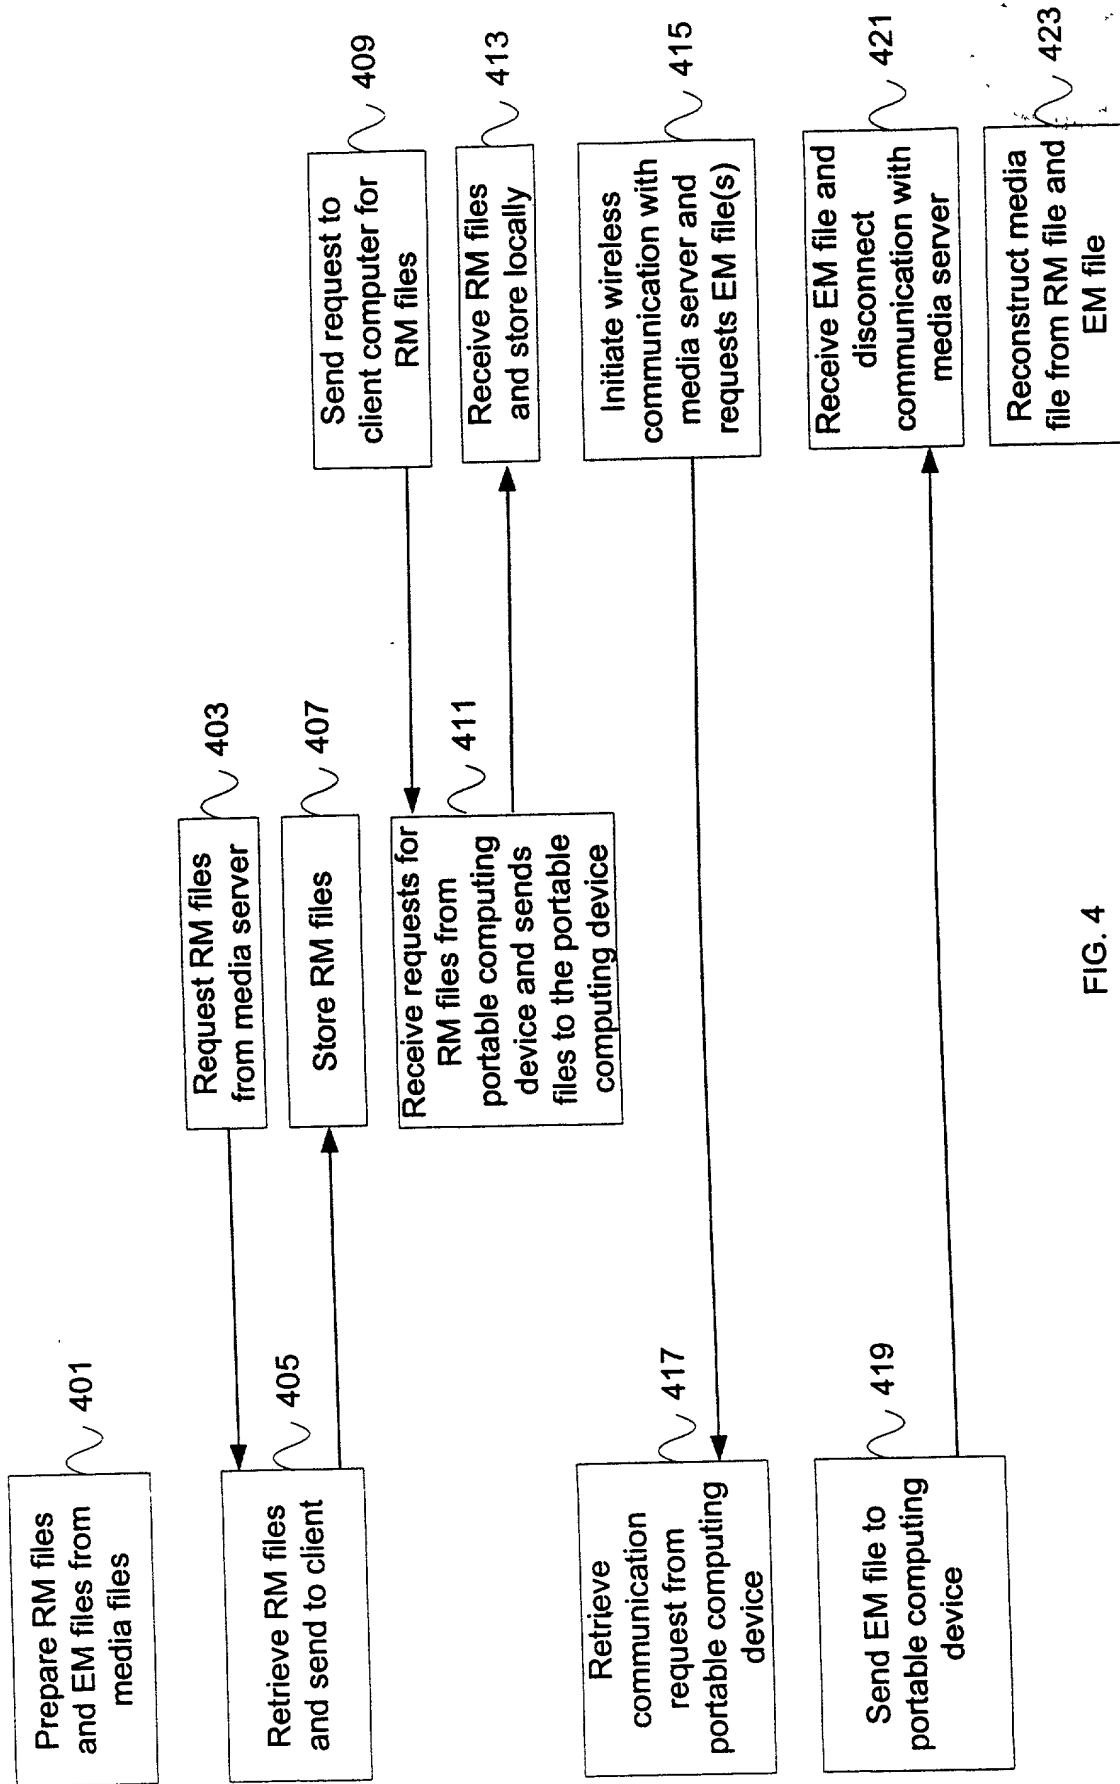 Prepare RM files
and EM files from
media files
401
Request RM files
from media server
403
Retrieve RM files
and send to client
405
Store RM files
407
Send request to
client computer for
RM files
409
Receive requests for
RM files from
portable computing
device and sends
files to the portable
computing device
411
Receive RM files
and store locally
413
Initiate wireless
communication with
media server and
requests EM file(s)
415
Retrieve
communication
request from
portable computing
device
417
Send EM file to
portable computing
device
419
Receive EM file and
disconnect
communication with
media server
421
Reconstruct media
file from RM file and
EM file
423
FIG. 4